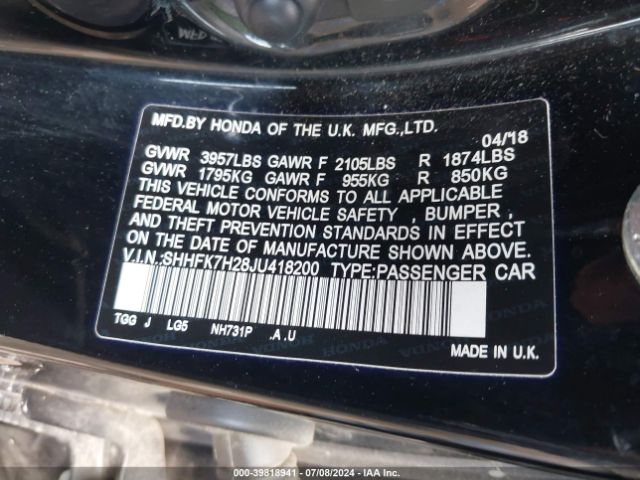 MFD.BY HONDA OF THE U.K. MFG.,LTD.
04/'18
GVWR 3957LBS GAWR F 2105LBS R 1874LBS
GVWR 1795KG GAWR F 955KG R 850KG
THIS VEHICLE CONFORMS TO ALL APPLICABLE
FEDERAL MOTOR VEHICLE SAFETY , BUMPER ,
AND THEFT PREVENTION STANDARDS IN EFFECT
ON THE DATE OF MANUFACTURE SHOWN ABOVE.
V.I.N.:SHHFK7H28JU418200 TYPE:PASSENGER CAR
TGG J LG5 NH731P .A.U
MADE IN U.K.
000-39818941 / 07/08/2024 / IAA Inc.